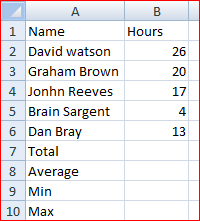 A B
1 Name Hours
2 David watson 26
3 Graham Brown 20
4 Jonhn Reeves 17
5 Brain Sargent 4
6 Dan Bray 13
7 Total
8 Average
9 Min
10 Max